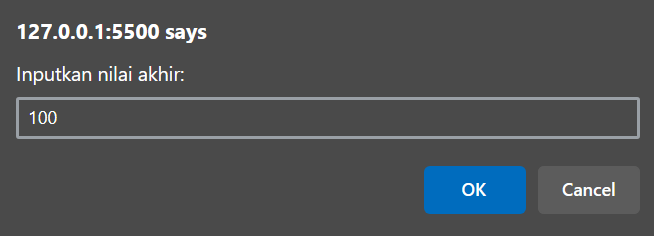 127.0.0.1:5500 says
Inputkan nilai akhir:
100
OK
Cancel